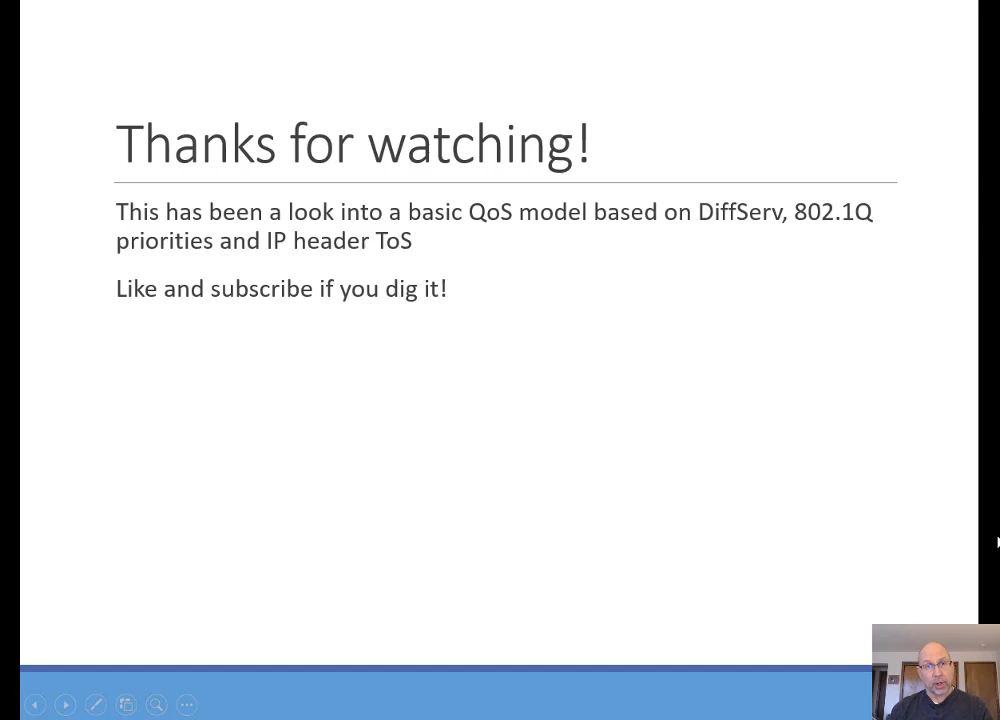 Thanks for watching!
This has been a look into a basic QoS model based on DiffServ, 802.1Q
priorities and IP header ToS
Like and subscribe if you dig it!